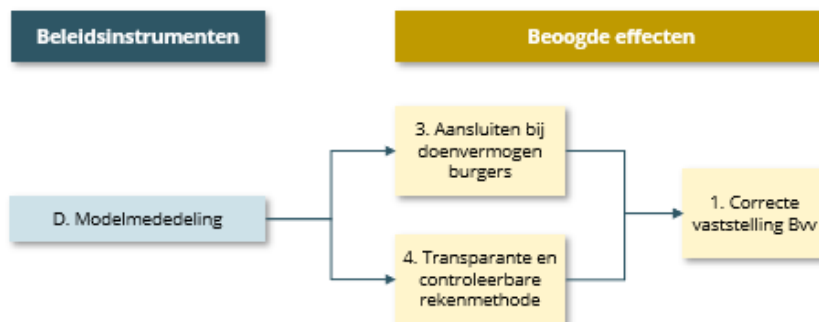 Beleidsinstrumenten
Beoogde effecten
3. Aansluiten bij
doenvermogen
burgers
D. Modelmededeling
1. Correcte
vaststelling Bvv
4. Transparante en
controleerbare
rekenmethode